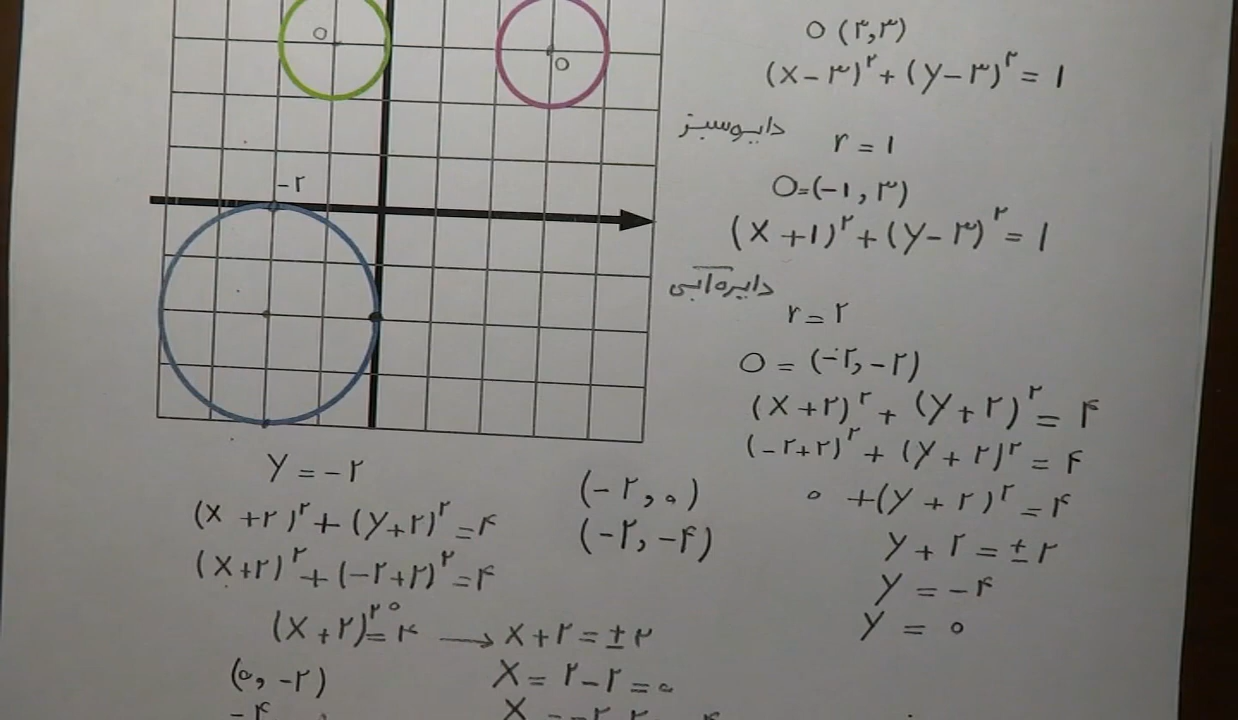 o
o
-۲
o (۳,۳)
(x-۳)^۲ + (y-۳)^۲ = ۱
r = ۱
o=(-۱, ۳)
(x+۱)^۲ + (y-۳)^۲ = ۱
دایره آبی
r = ۲
o = (-۲, -۲)
(x+۲)^۲ + (y+۲)^۲ = ۴
(-۲+۲)^۲ + (y+۲)^۲ = ۴
۰ + (y+۲)^۲ = ۴
y + ۲ = ±۲
y = -۴
y = ۰
(-۲, ۰)
(-۲, -۴)
y = -۲
(x+۲)^۲ + (y+۲)^۲ = ۴
(x+۲)^۲ + (-۲+۲)^۲ = ۴
(x+۲)^۲ = ۴ → x+۲ = ±۲
(۰, -۲) x = ۲-۲ = ۰
-۴ x =